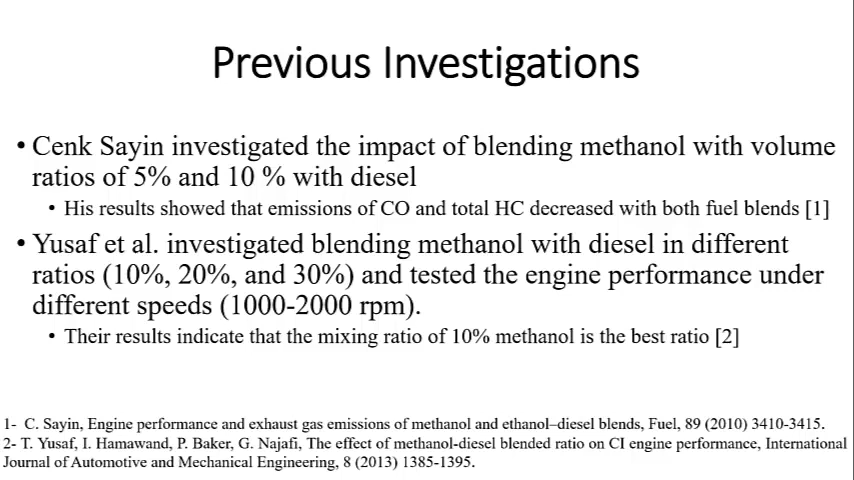 Previous Investigations
• Cenk Sayin investigated the impact of blending methanol with volume
ratios of 5% and 10 % with diesel
• His results showed that emissions of CO and total HC decreased with both fuel blends [1]
• Yusaf et al. investigated blending methanol with diesel in different
ratios (10%, 20%, and 30%) and tested the engine performance under
different speeds (1000-2000 rpm).
• Their results indicate that the mixing ratio of 10% methanol is the best ratio [2]
1- C. Sayin, Engine performance and exhaust gas emissions of methanol and ethanol–diesel blends, Fuel, 89 (2010) 3410-3415.
2- T. Yusaf, I. Hamawand, P. Baker, G. Najafi, The effect of methanol-diesel blended ratio on CI engine performance, International
Journal of Automotive and Mechanical Engineering, 8 (2013) 1385-1395.